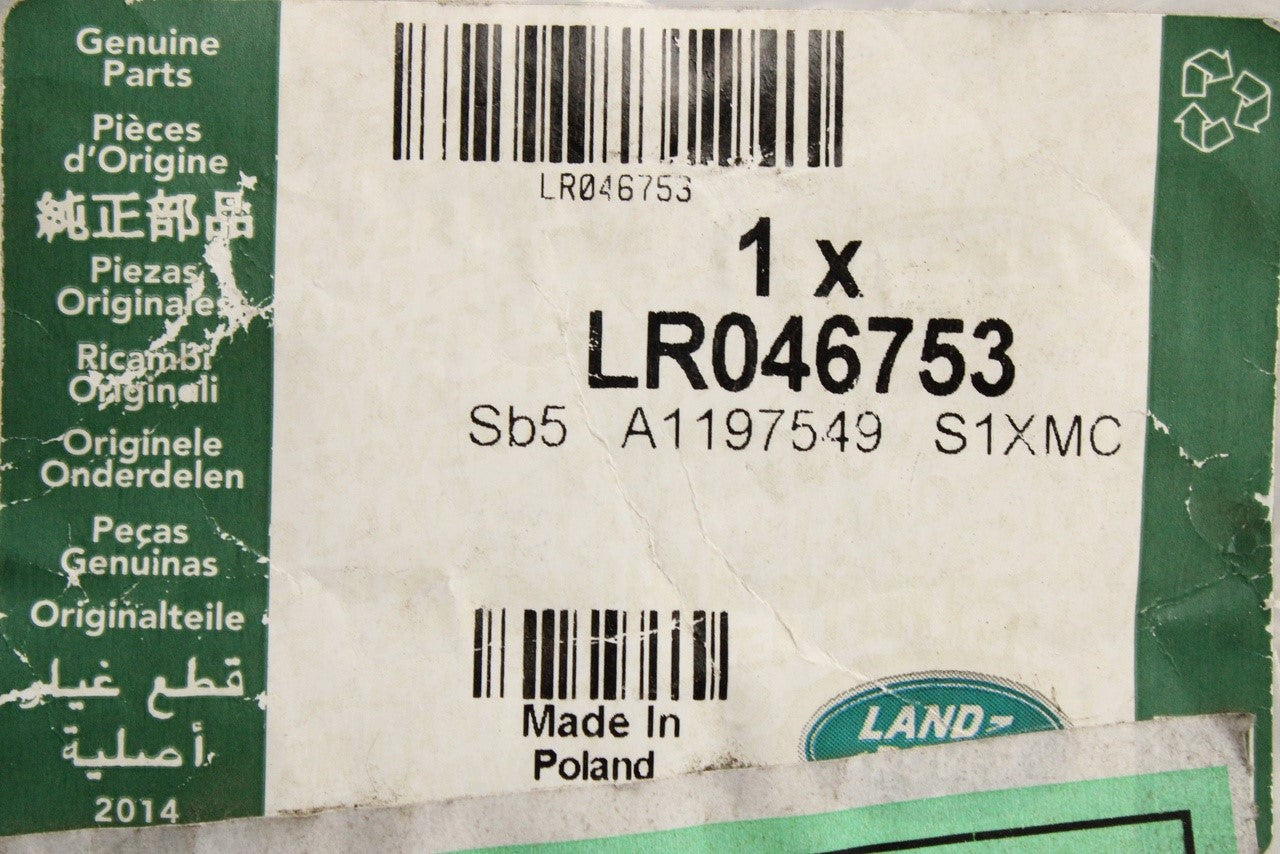 Genuine
Parts
Pièces
d'Origine
純正部品
Piezas
Originales
Ricambi
Originali
Originele
Onderdelen
Peças
Genuinas
Originalteile
قطع غيار
أصلية
2014
LR046753
1 x
LR046753
Sb5 A1197549 S1XMC
Made In
Poland
LAND-